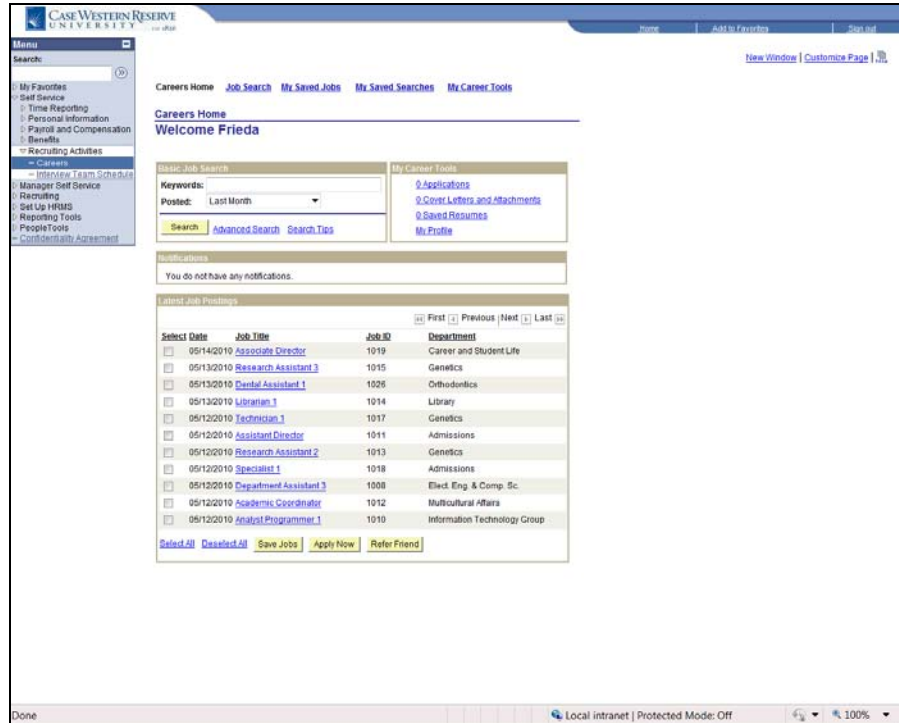 CASE WESTERN RESERVE
UNIVERSITY
Home Add to Favorites Sign out
Menu
Search:
New Window | Customize Page |
My Favorites
Self Service
Time Reporting
Personal Information
Payroll and Compensation
Benefits
Recruiting Activities
Careers
Interview Team Schedule
Manager Self Service
Recruiting
Set Up HRMS
Reporting Tools
PeopleTools
Confidentiality Agreement
Careers Home Job Search My Saved Jobs My Saved Searches My Career Tools
Careers Home
Welcome Frieda
Basic Job Search
Keywords:
Posted: Last Month
Search Advanced Search Search Tips
My Career Tools
0 Applications
0 Cover Letters and Attachments
0 Saved Resumes
My Profile
Notifications
You do not have any notifications.
Latest Job Postings
First Previous | Next Last
Select Date Job Title Job ID Department
05/14/2010 Associate Director 1019 Career and Student Life
05/13/2010 Research Assistant 3 1015 Genetics
05/13/2010 Dental Assistant 1 1026 Orthodontics
05/13/2010 Librarian 1 1014 Library
05/12/2010 Technician 1 1017 Genetics
05/12/2010 Assistant Director 1011 Admissions
05/12/2010 Research Assistant 2 1013 Genetics
05/12/2010 Specialist 1 1018 Admissions
05/12/2010 Department Assistant 3 1008 Elect. Eng. & Comp. Sc.
05/12/2010 Academic Coordinator 1012 Multicultural Affairs
05/12/2010 Analyst Programmer 1 1010 Information Technology Group
Select All Deselect All Save Jobs Apply Now Refer Friend
Done Local intranet | Protected Mode: Off 100%